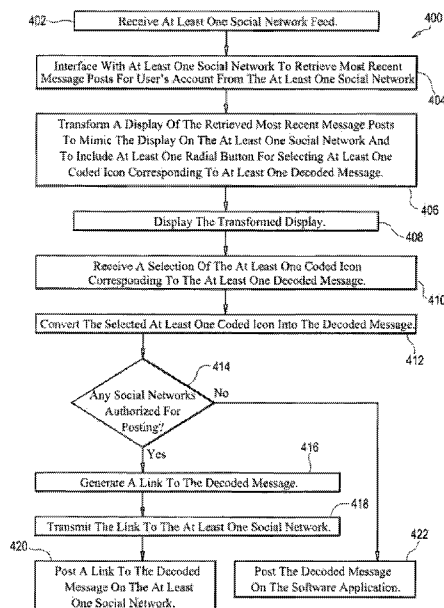 402
Receive At Least One Social Network Feed.
400
Interface With At Least One Social Network To Retrieve Most Recent
Message Posts For User's Account From The At Least One Social Network
404
Transform A Display Of The Retrieved Most Recent Message Posts
To Mimic The Display On The At Least One Social Network And
To Include At Least One Radial Button For Selecting At Least One
Coded Icon Corresponding To At Least One Decoded Message.
406
Display The Transformed Display.
408
Receive A Selection Of The At Least One Coded Icon
Corresponding To The At Least One Decoded Message.
410
Convert The Selected At Least One Coded Icon Into The Decoded Message.
412
414
Any Social Networks
Authorized For
Posting?
No
Yes
416
Generate A Link To The Decoded Message.
418
Transmit The Link To The At Least One Social Network.
420
422
Post A Link To The Decoded
Message On The At Least
One Social Network.
Post The Decoded Message
On The Software Application.